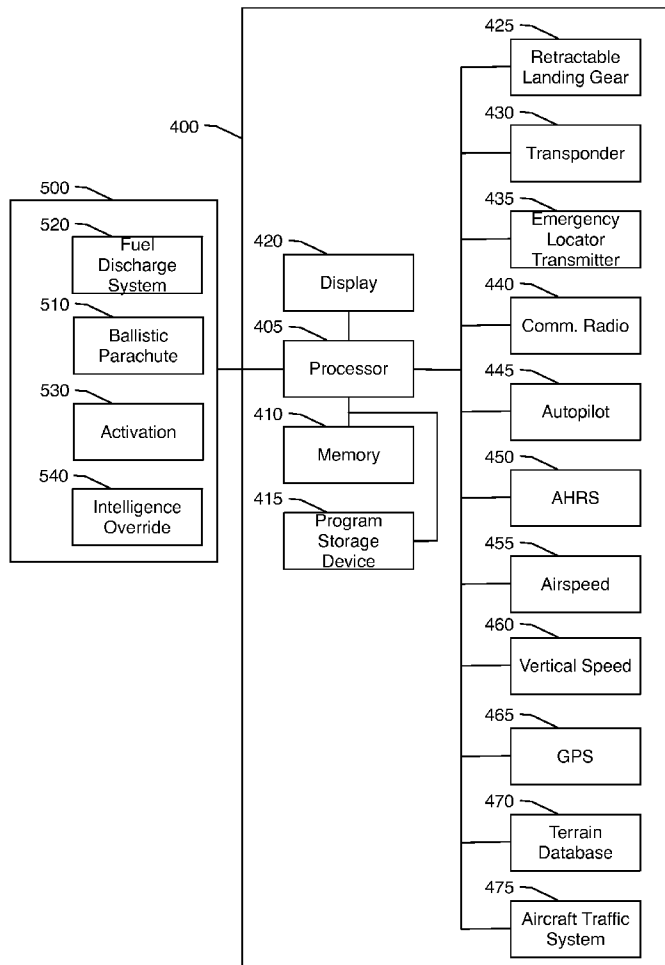 500
520
Fuel
Discharge
System
510
Ballistic
Parachute
530
Activation
540
Intelligence
Override
400
420
Display
405
Processor
410
Memory
415
Program
Storage
Device
425
Retractable
Landing Gear
430
Transponder
435
Emergency
Locator
Transmitter
440
Comm. Radio
445
Autopilot
450
AHRS
455
Airspeed
460
Vertical Speed
465
GPS
470
Terrain
Database
475
Aircraft Traffic
System